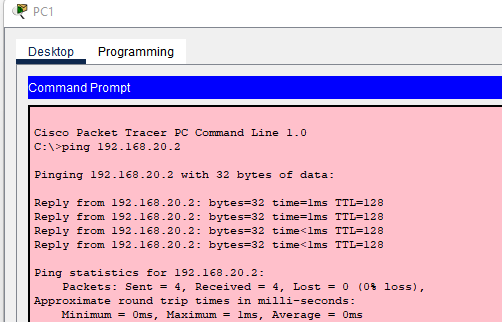 PC1
Desktop Programming
Command Prompt
Cisco Packet Tracer PC Command Line 1.0
C:\>ping 192.168.20.2
Pinging 192.168.20.2 with 32 bytes of data:
Reply from 192.168.20.2: bytes=32 time=1ms TTL=128
Reply from 192.168.20.2: bytes=32 time=1ms TTL=128
Reply from 192.168.20.2: bytes=32 time<1ms TTL=128
Reply from 192.168.20.2: bytes=32 time<1ms TTL=128
Ping statistics for 192.168.20.2:
Packets: Sent = 4, Received = 4, Lost = 0 (0% loss),
Approximate round trip times in milli-seconds:
Minimum = 0ms, Maximum = 1ms, Average = 0ms